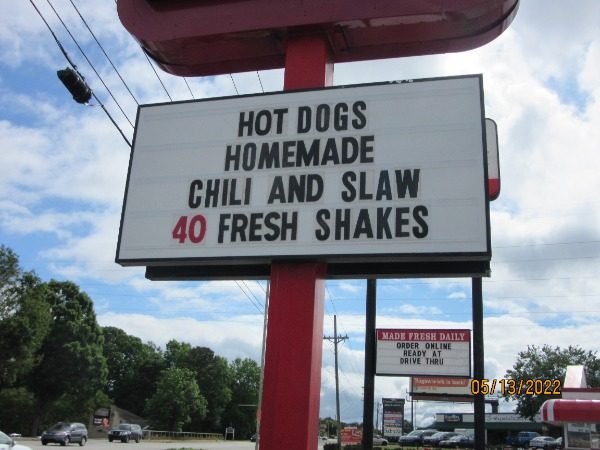 HOT DOGS
HOMEMADE
CHILI AND SLAW
40 FRESH SHAKES
MADE FRESH DAILY
ORDER ONLINE
READY AT
DRIVE THRU
05/13/2022